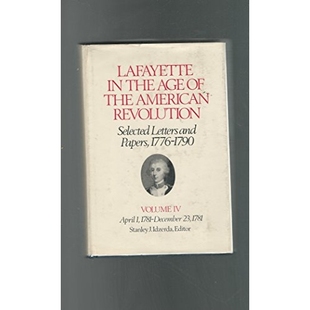 LAFAYETTE
IN THE AGE OF
THE AMERICAN
REVOLUTION
Selected Letters and
Papers, 1776-1790
VOLUME IV
April 1, 1781-December 23, 1781
Stanley J. Idzerda, Editor